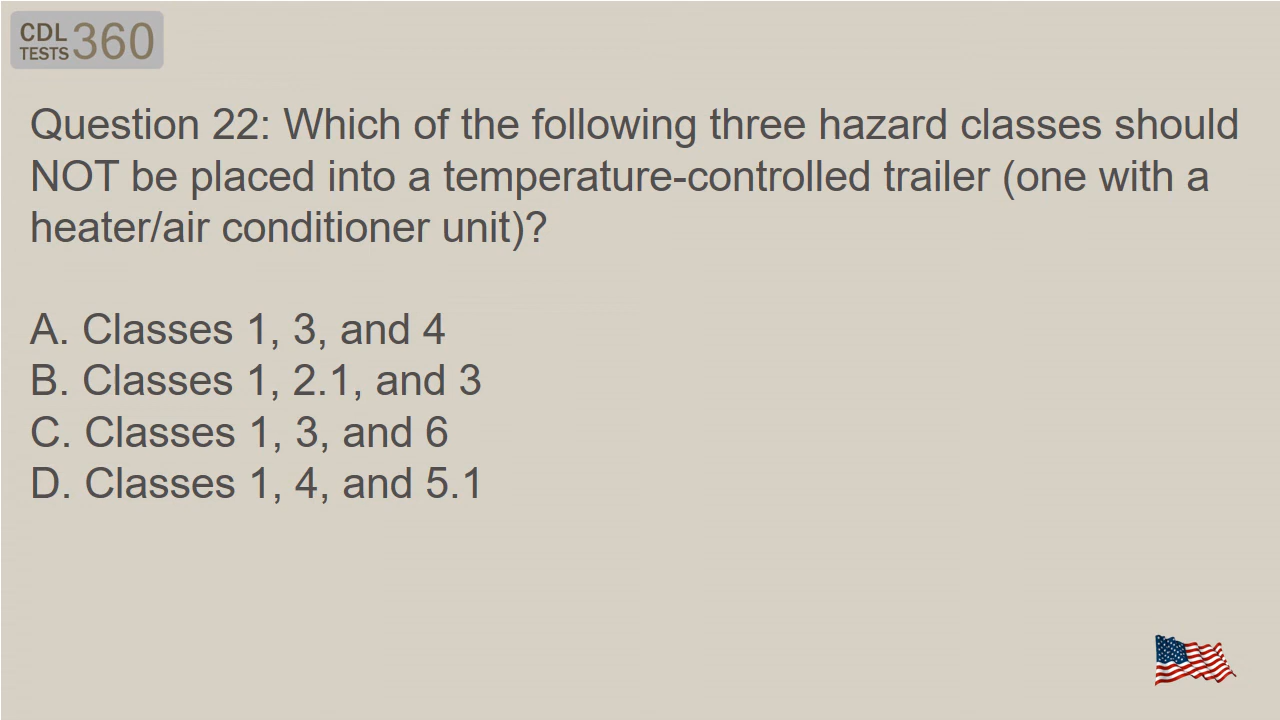 CDL
TESTS 360
Question 22: Which of the following three hazard classes should
NOT be placed into a temperature-controlled trailer (one with a
heater/air conditioner unit)?
A. Classes 1, 3, and 4
B. Classes 1, 2.1, and 3
C. Classes 1, 3, and 6
D. Classes 1, 4, and 5.1